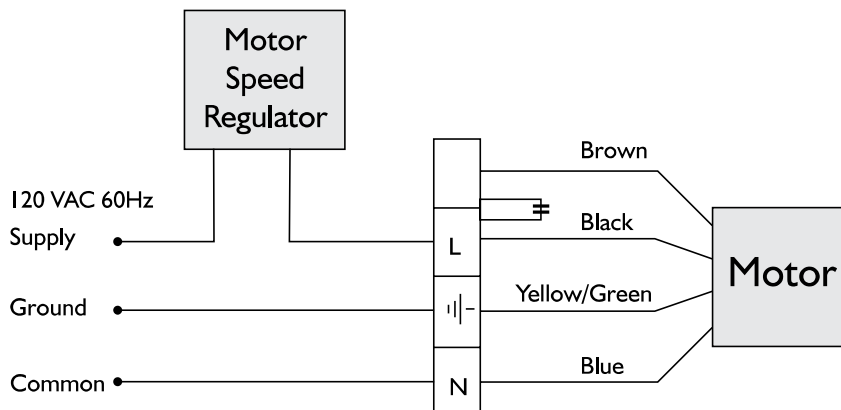 Motor
Speed
Regulator
Brown
120 VAC 60Hz
Supply
L
Black
Motor
Ground
Yellow/Green
Common
N
Blue